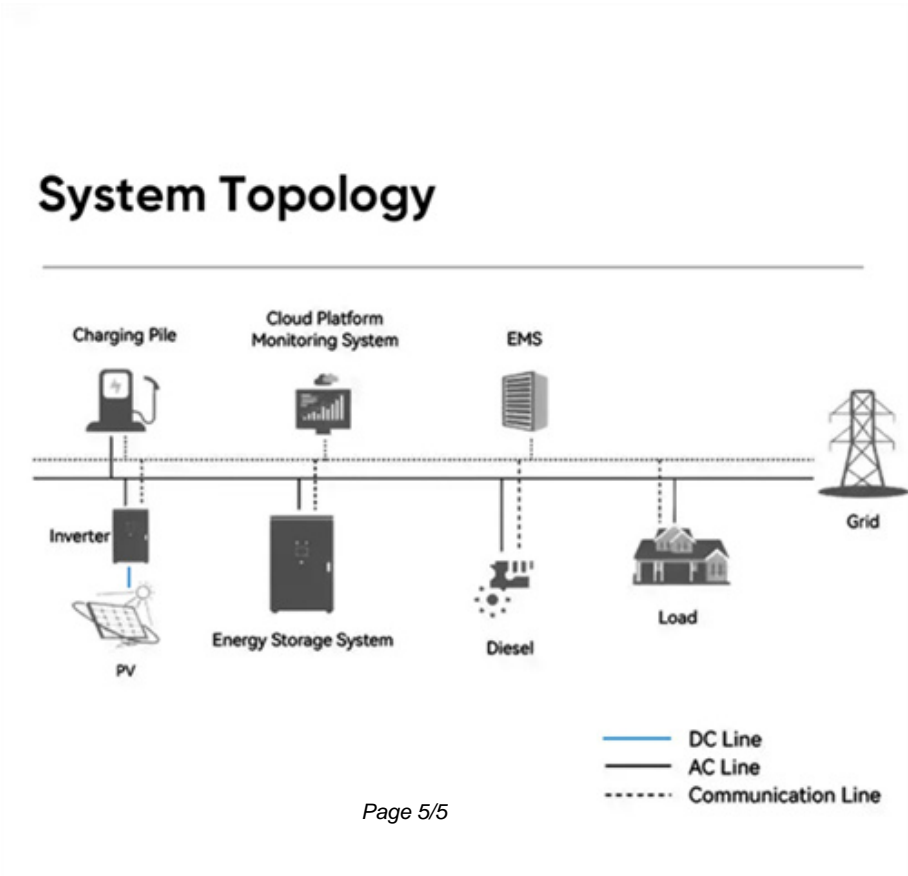 System Topology
Charging Pile
Cloud Platform
Monitoring System
EMS
Inverter
Grid
Energy Storage System
Diesel
Load
PV
DC Line
AC Line
Communication Line
Page 5/5